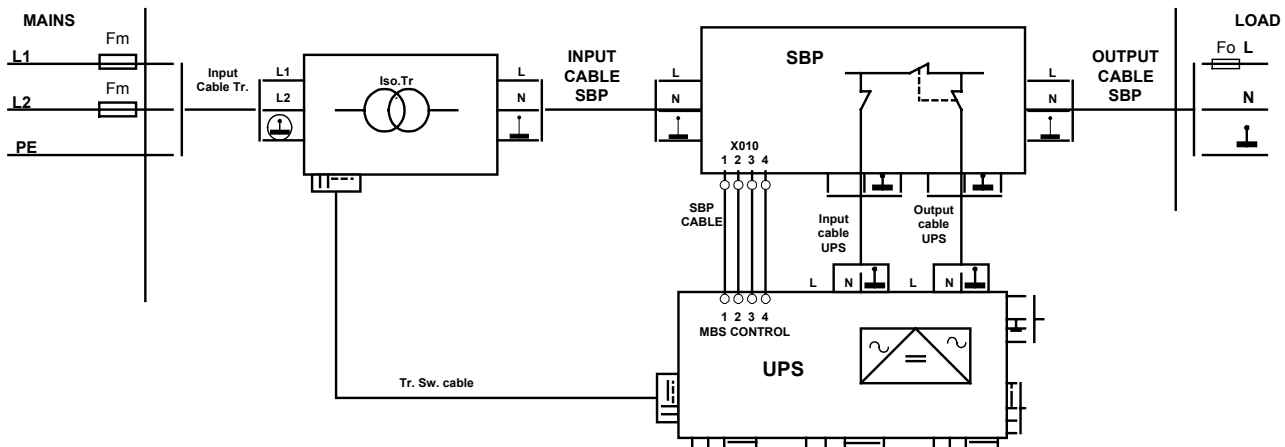 MAINS
Fm
L1
Fm
L2
PE
Input
Cable Tr.
L1
L2
Iso.Tr
L
N
INPUT
CABLE
SBP
L
N
SBP
X010
1 2 3 4
L
N
OUTPUT
CABLE
SBP
LOAD
Fo L
N
SBP
CABLE
Input
cable
UPS
Output
cable
UPS
L N
L N
1 2 3 4
MBS CONTROL
UPS
Tr. Sw. cable